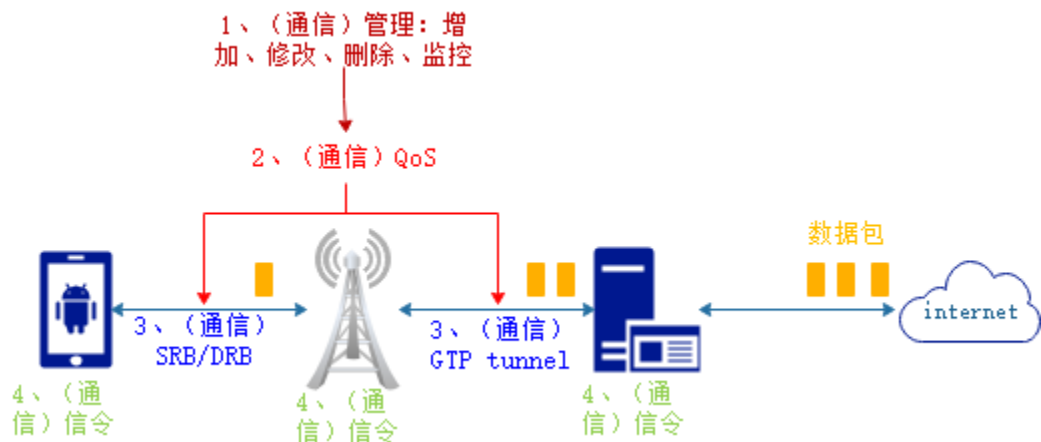 1、（通信）管理：增
加、修改、删除、监控
2、（通信）QoS
数据包
internet
3、（通信）
SRB/DRB
3、（通信）
GTP tunnel
4、（通
信）信令
4、（通
信）信令
4、（通
信）信令